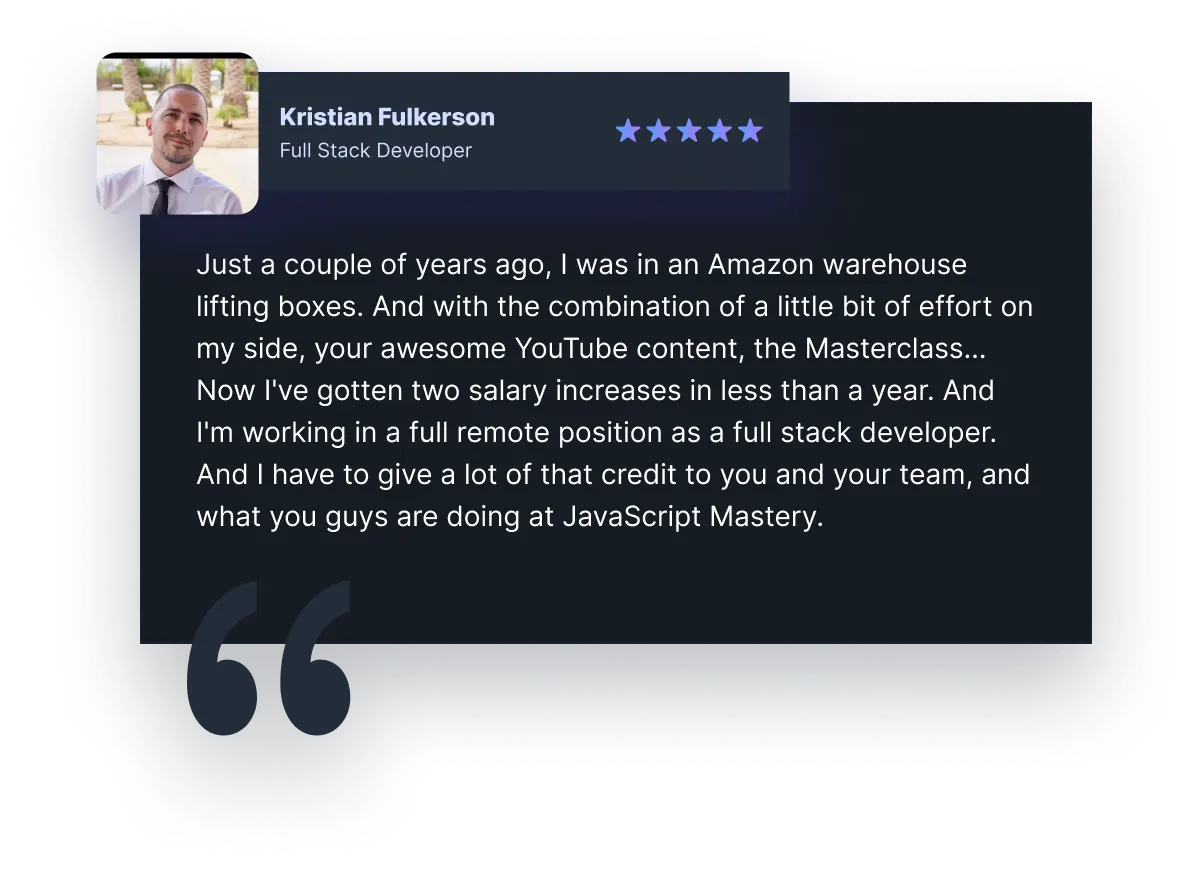 Kristian Fulkerson
Full Stack Developer
Just a couple of years ago, I was in an Amazon warehouse
lifting boxes. And with the combination of a little bit of effort on
my side, your awesome YouTube content, the Masterclass...
Now I've gotten two salary increases in less than a year. And
I'm working in a full remote position as a full stack developer.
And I have to give a lot of that credit to you and your team, and
what you guys are doing at JavaScript Mastery.
“